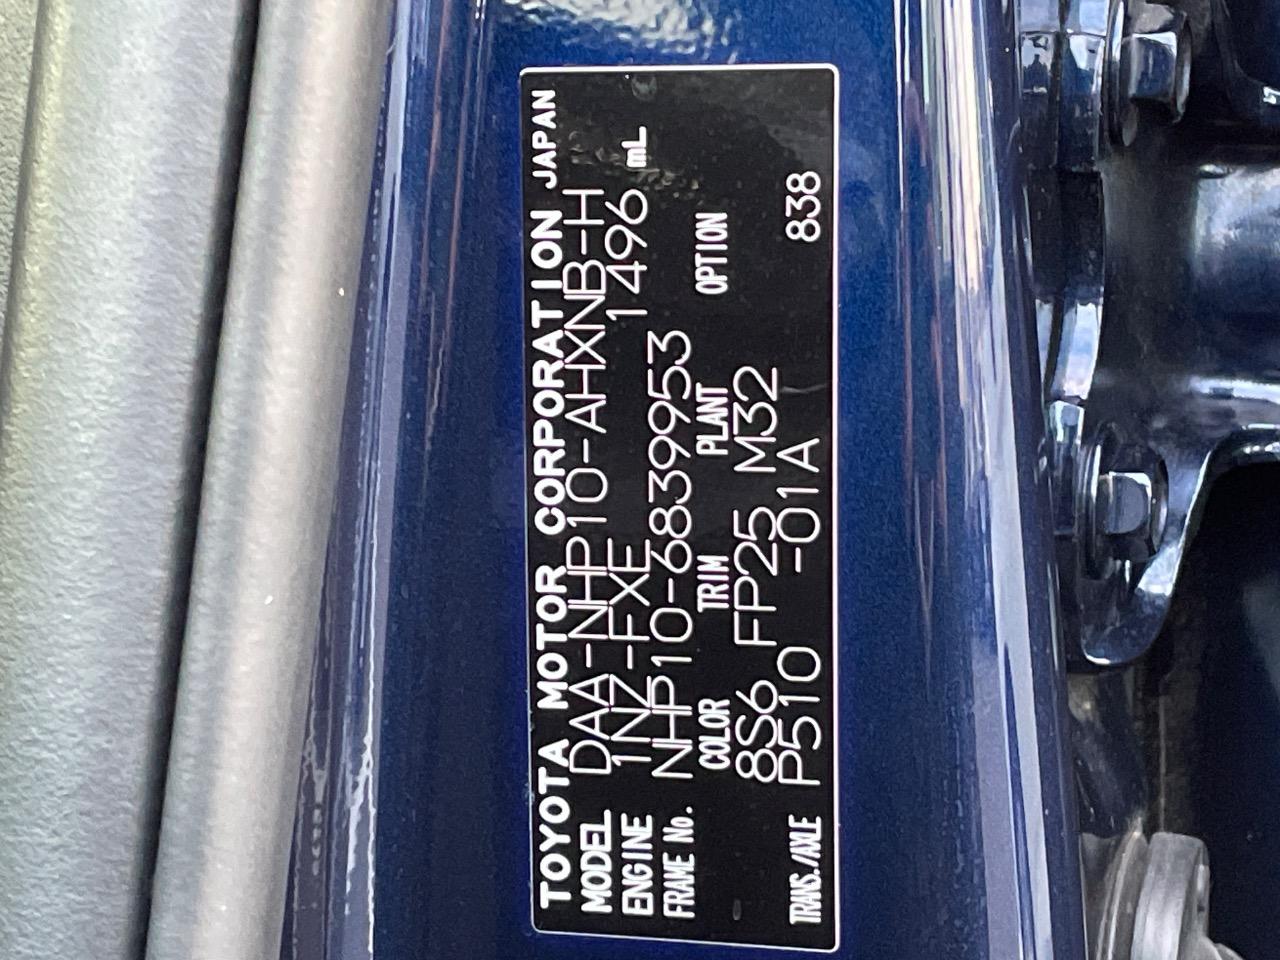 TOYOTA MOTOR CORPORATION JAPAN
MODEL DAA-NHP10-AHXNB-H
ENGINE 1NZ-FXE 1496 mL
FRAME No. NHP10-6839953
COLOR TRIM PLANT OPTION
8S6 FP25 M32
TRANS./AXLE P510 -01A 838